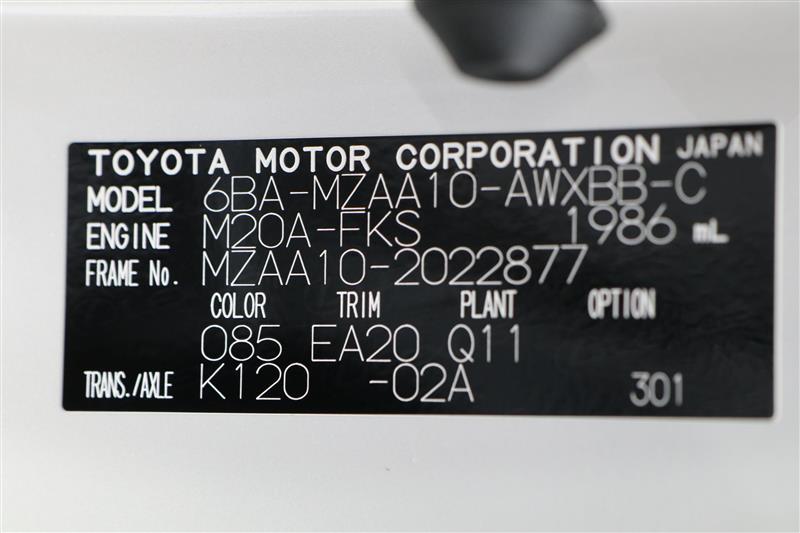 TOYOTA MOTOR CORPORATION JAPAN
MODEL 6BA-MZAA10-AWXBB-C
ENGINE M20A-FKS 1986 mL
FRAME No. MZAA10-2022877
COLOR TRIM PLANT OPTION
085 EA20 Q11
TRANS./AXLE K120 -02A 301